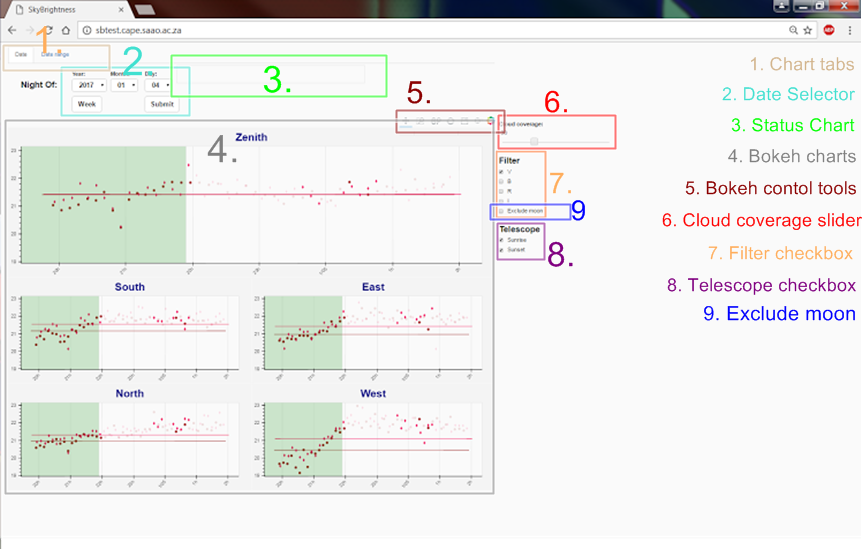 SkyBrightness
sbtest.cape.saao.ac.za
ABP
1.
Date
Date range
2
Year:
Month:
Day:
Night Of:
2017
01
04
Week
Submit
3.
5.
6.
Cloud coverage:
4.
Zenith
Filter
V
B
R
I
Exclude moon
7.
9
Telescope
Sunrise
Sunset
8.
South
East
North
West
1. Chart tabs
2. Date Selector
3. Status Chart
4. Bokeh charts
5. Bokeh contol tools
6. Cloud coverage slider
7. Filter checkbox
8. Telescope checkbox
9. Exclude moon